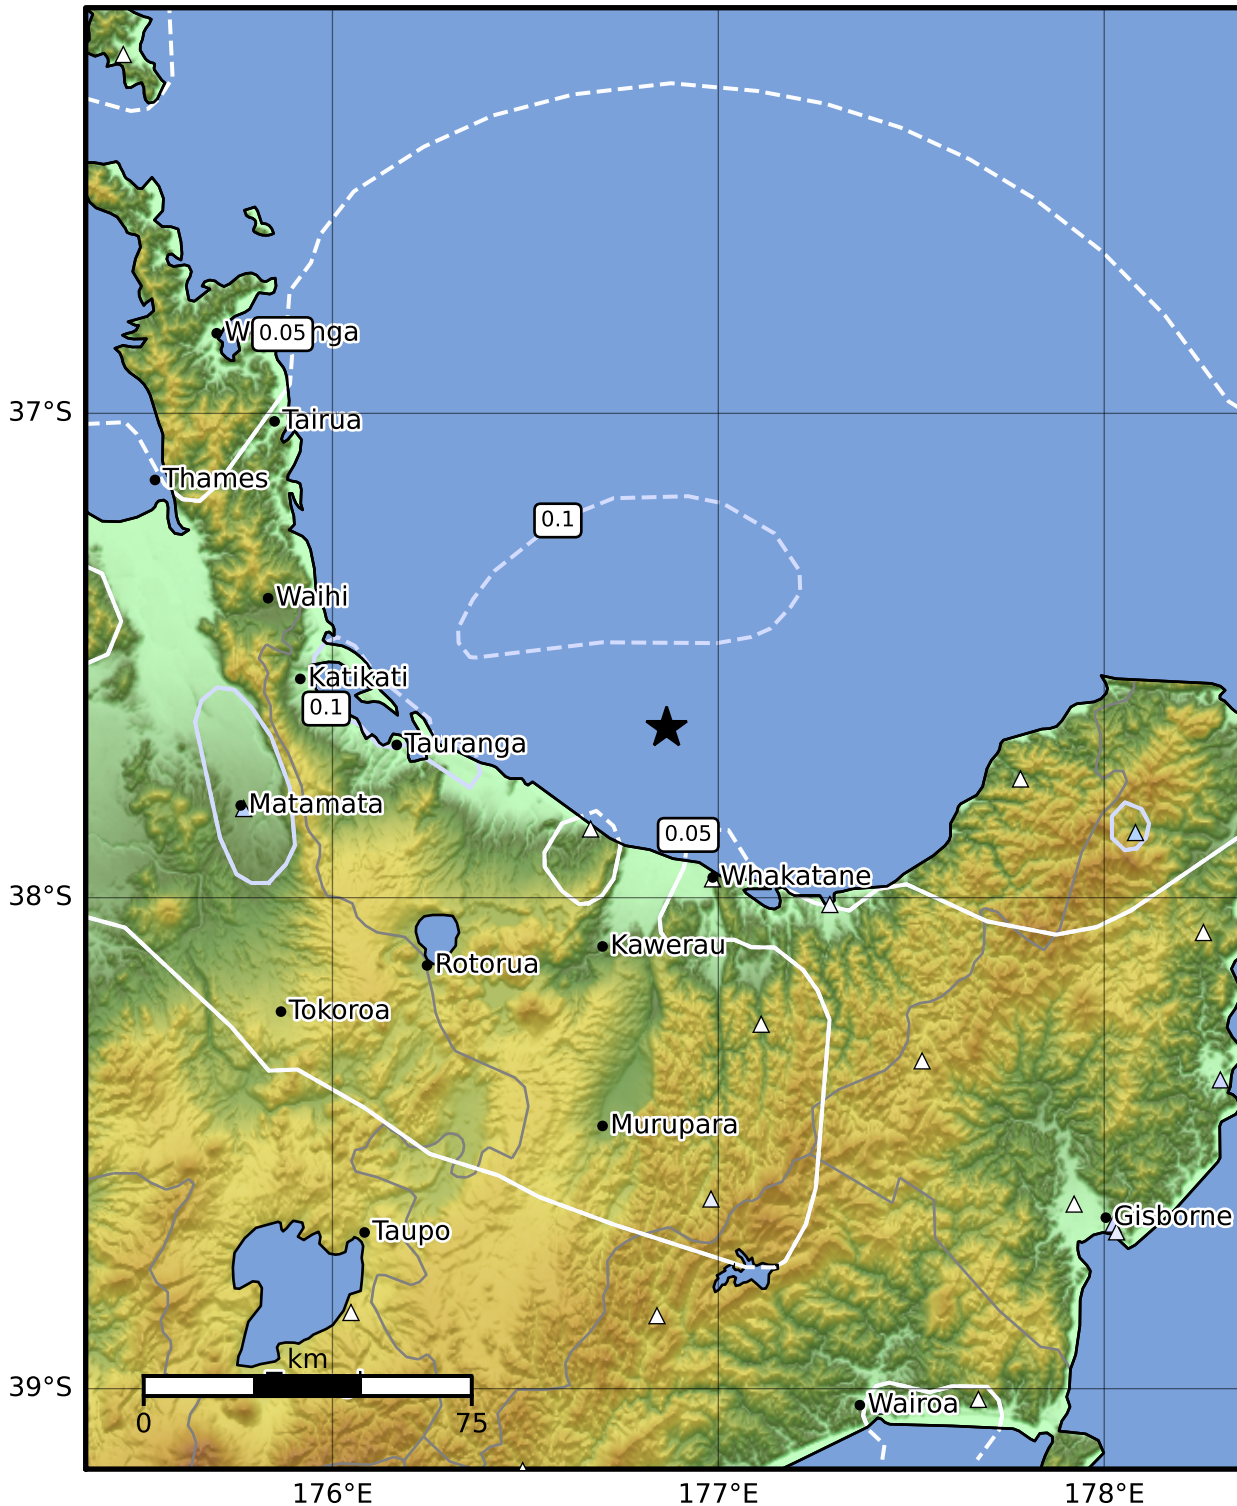 0.05
37°S
Tairua
Thames
0.1
Waihi
Katikati
0.1
Tauranga
Matamata
0.05
Whakatane
38°S
Kawerau
Rotorua
Tokoroa
Murupara
Gisborne
Taupo
km
39°S
Wairoa
0
75
176°E
177°E
178°E